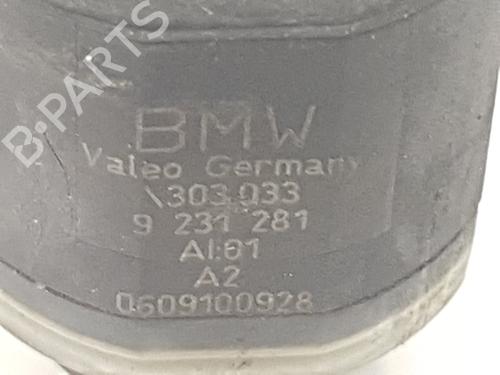 BMW
Valeo Germany
\303.033
9 231 281
AI:01
A2
0609100928
B-PARTS